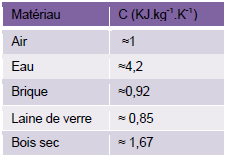 Matériau C (KJ.kg⁻¹.K⁻¹)
Air ≈1
Eau ≈4,2
Brique ≈0,92
Laine de verre ≈ 0,85
Bois sec ≈ 1,67